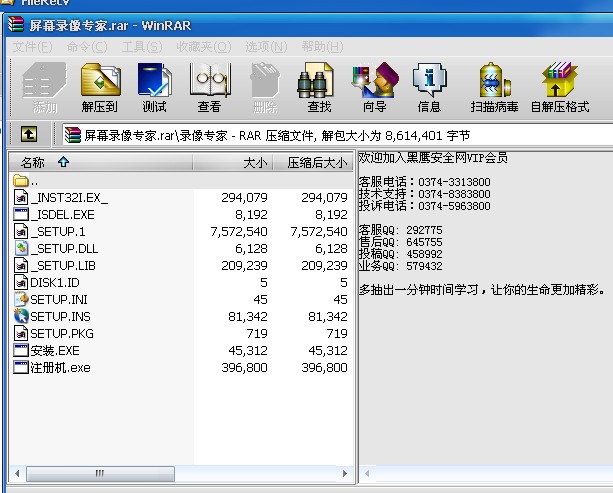 FileRecv
屏幕录像专家.rar - WinRAR
文件(F) 命令(C) 工具(S) 收藏夹(O) 选项(N) 帮助(H)
添加 解压到 测试 查看 删除 查找 向导 信息 扫描病毒 自解压格式
屏幕录像专家.rar\录像专家 - RAR 压缩文件, 解包大小为 8,614,401 字节
名称 大小 压缩后大小
..
_INST32I.EX_ 294,079 294,079
_ISDEL.EXE 8,192 8,192
_SETUP.1 7,572,540 7,572,540
_SETUP.DLL 6,128 6,128
_SETUP.LIB 209,239 209,239
DISK1.ID 5 5
SETUP.INI 45 45
SETUP.INS 81,342 81,342
SETUP.PKG 719 719
安装.EXE 45,312 45,312
注册机.exe 396,800 396,800
欢迎加入黑鹰安全网VIP会员
客服电话：0374-3313800
技术支持：0374-8383800
投诉电话：0374-5963800
客服QQ: 292775
售后QQ: 645755
投稿QQ: 458992
业务QQ: 579432
多抽出一分钟时间学习，让你的生命更加精彩。